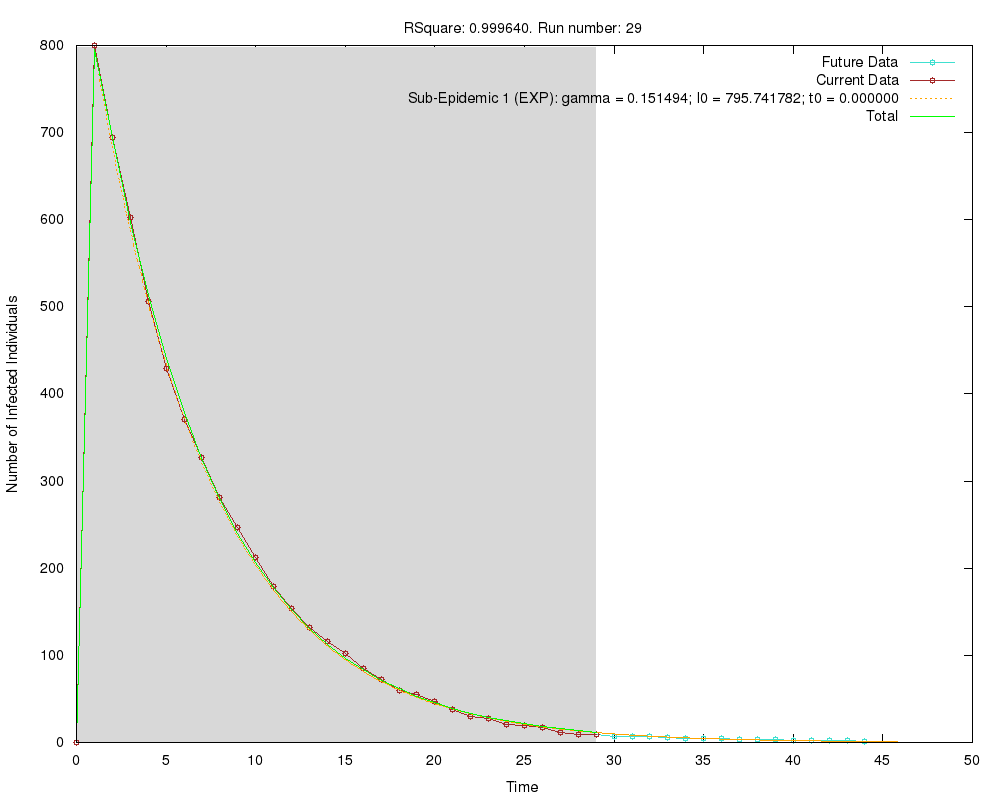 RSquare: 0.999640. Run number: 29
800
700
600
500
400
300
200
100
0
Number of Infected Individuals
Future Data
Current Data
Sub-Epidemic 1 (EXP): gamma = 0.151494; I0 = 795.741782; t0 = 0.000000
Total
0 5 10 15 20 25 30 35 40 45 50
Time